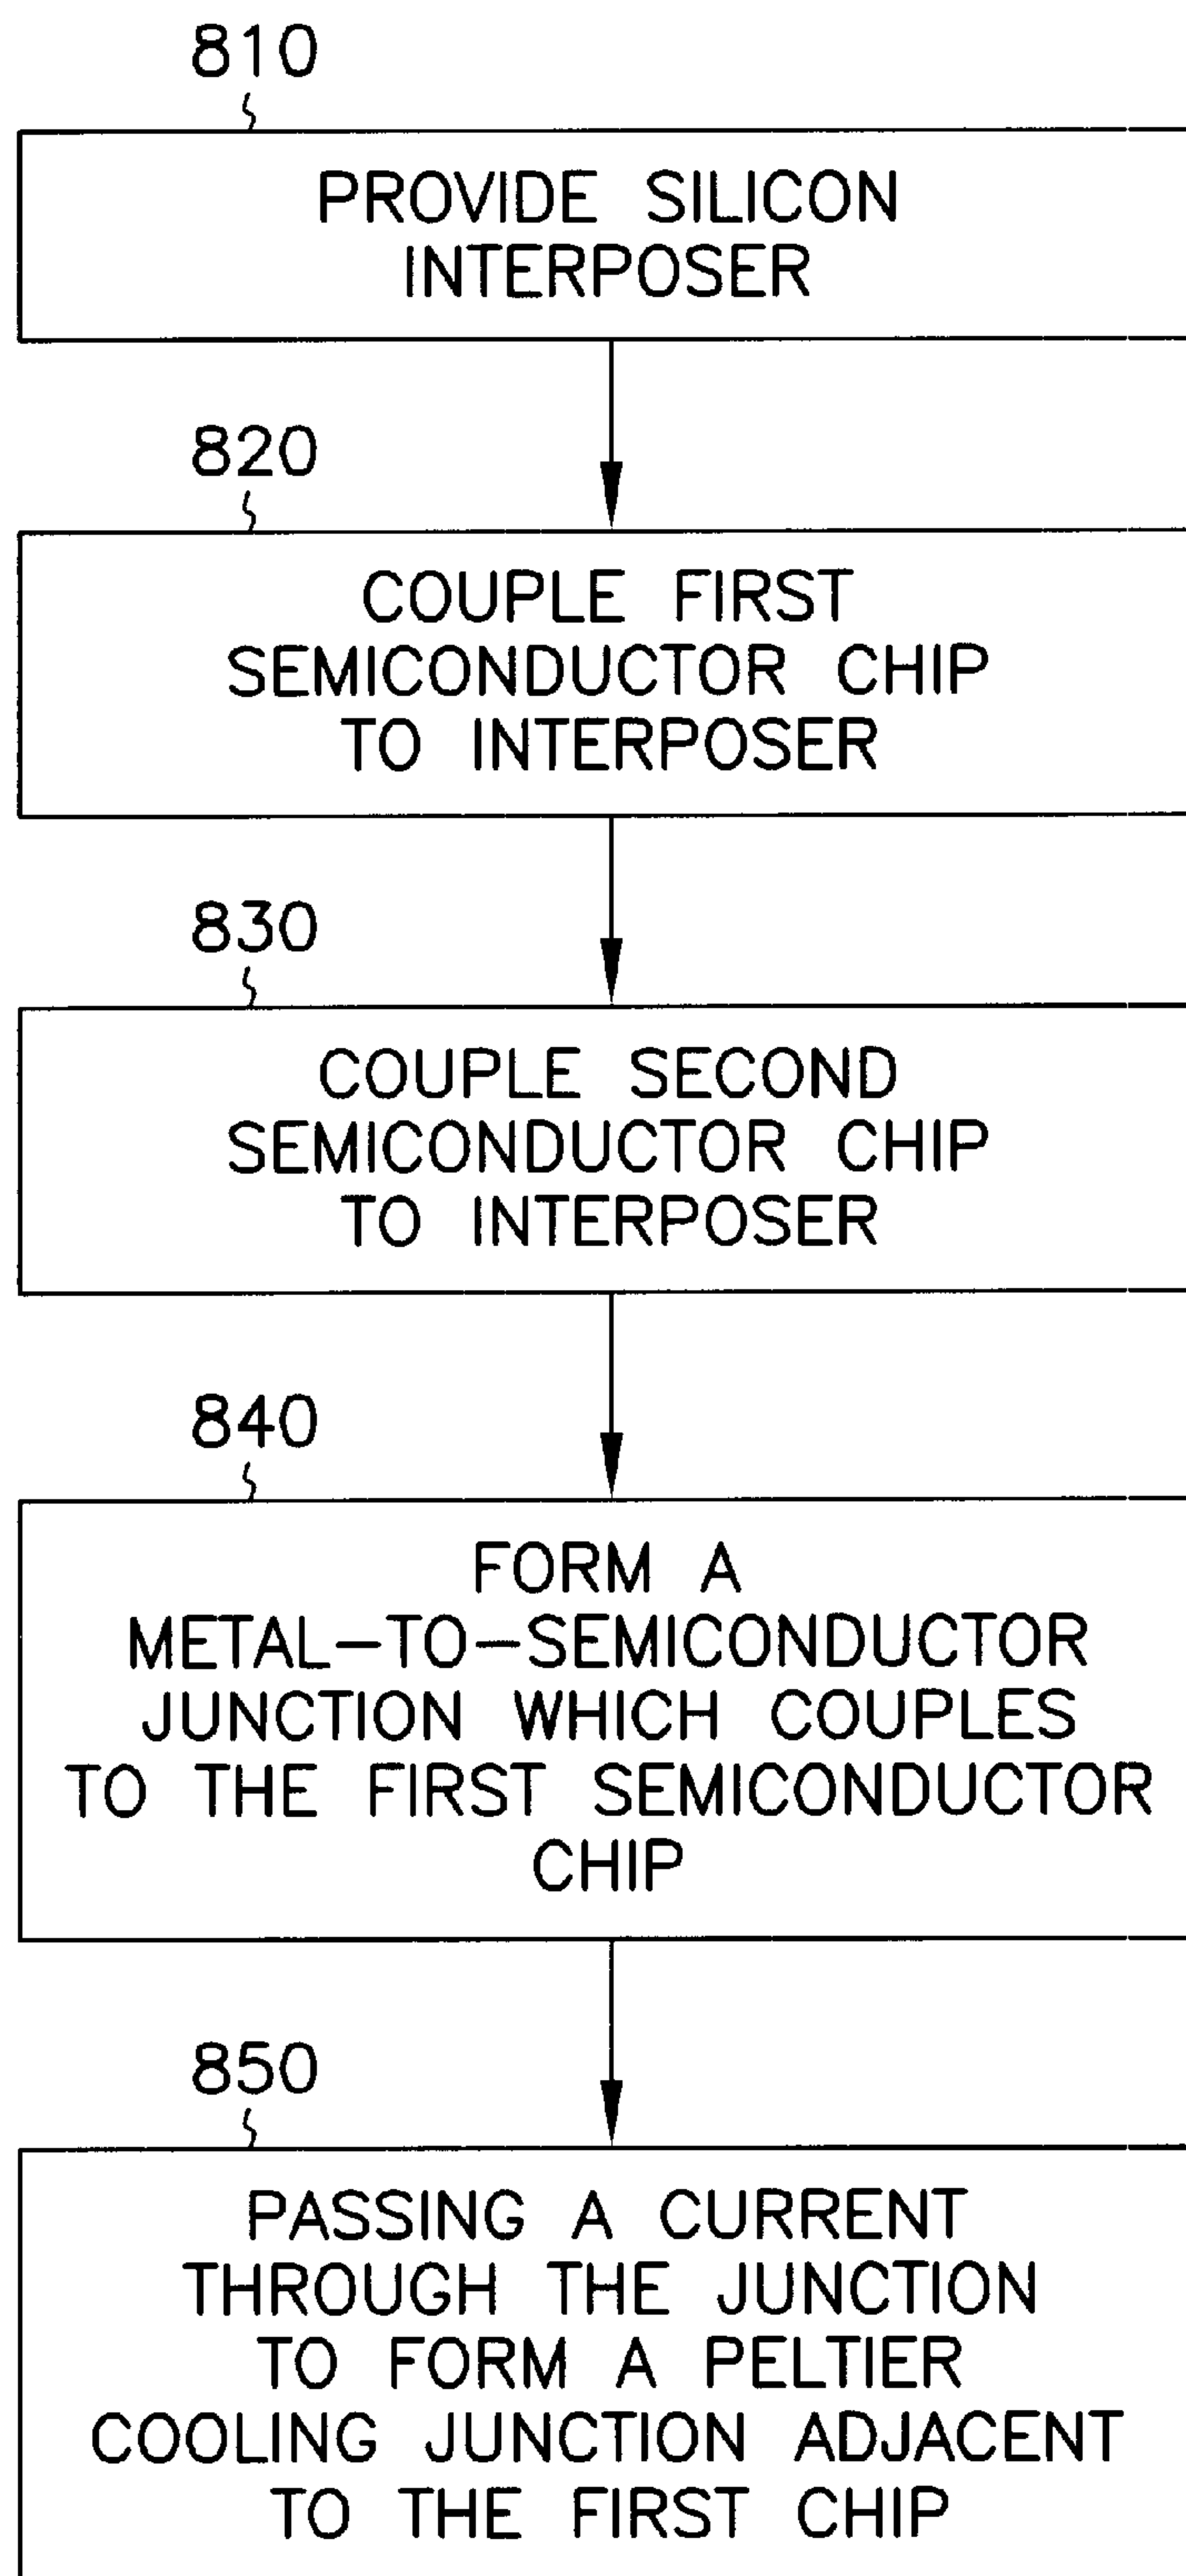 810
PROVIDE SILICON
INTERPOSER
820
COUPLE FIRST
SEMICONDUCTOR CHIP
TO INTERPOSER
830
COUPLE SECOND
SEMICONDUCTOR CHIP
TO INTERPOSER
840
FORM A
METAL-TO-SEMICONDUCTOR
JUNCTION WHICH COUPLES
TO THE FIRST SEMICONDUCTOR
CHIP
850
PASSING A CURRENT
THROUGH THE JUNCTION
TO FORM A PELTIER
COOLING JUNCTION ADJACENT
TO THE FIRST CHIP